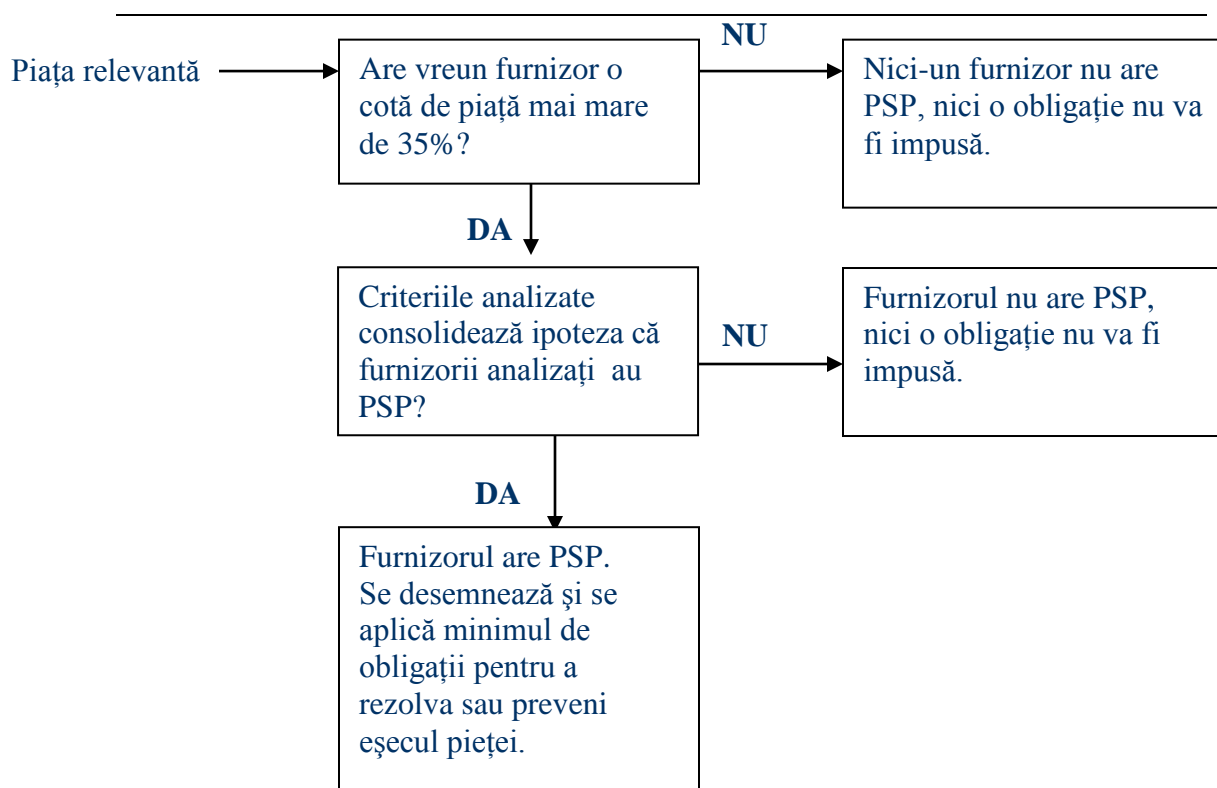 Piața relevantă
Are vreun furnizor o
cotă de piață mai mare
de 35%?
NU
Nici-un furnizor nu are
PSP, nici o obligație nu va
fi impusă.
DA
Criteriile analizate
consolidează ipoteza că
furnizorii analizați au
PSP?
NU
Furnizorul nu are PSP,
nici o obligație nu va fi
impusă.
DA
Furnizorul are PSP.
Se desemnează şi se
aplică minimul de
obligații pentru a
rezolva sau preveni
eşecul pieței.